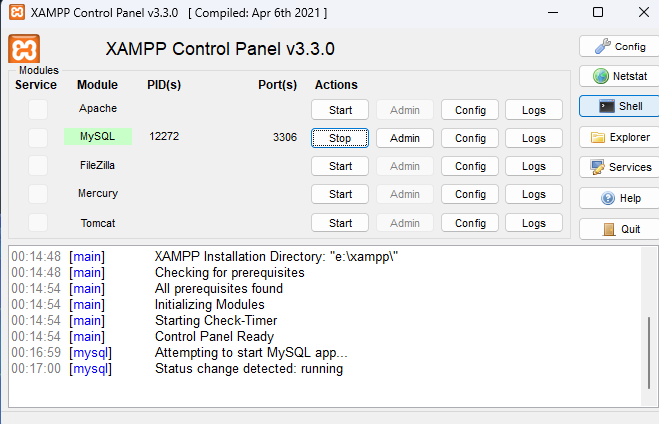 XAMPP Control Panel v3.3.0 [ Compiled: Apr 6th 2021 ]
XAMPP Control Panel v3.3.0
Config
Modules
Service Module PID(s) Port(s) Actions
Netstat
Apache Start Admin Config Logs
Shell
MySQL 12272 3306 Stop Admin Config Logs
Explorer
FileZilla Start Admin Config Logs
Services
Mercury Start Admin Config Logs
Help
Tomcat Start Admin Config Logs
Quit
00:14:48 [main] XAMPP Installation Directory: "e:\xampp\"
00:14:48 [main] Checking for prerequisites
00:14:54 [main] All prerequisites found
00:14:54 [main] Initializing Modules
00:14:54 [main] Starting Check-Timer
00:14:54 [main] Control Panel Ready
00:16:59 [mysql] Attempting to start MySQL app...
00:17:00 [mysql] Status change detected: running